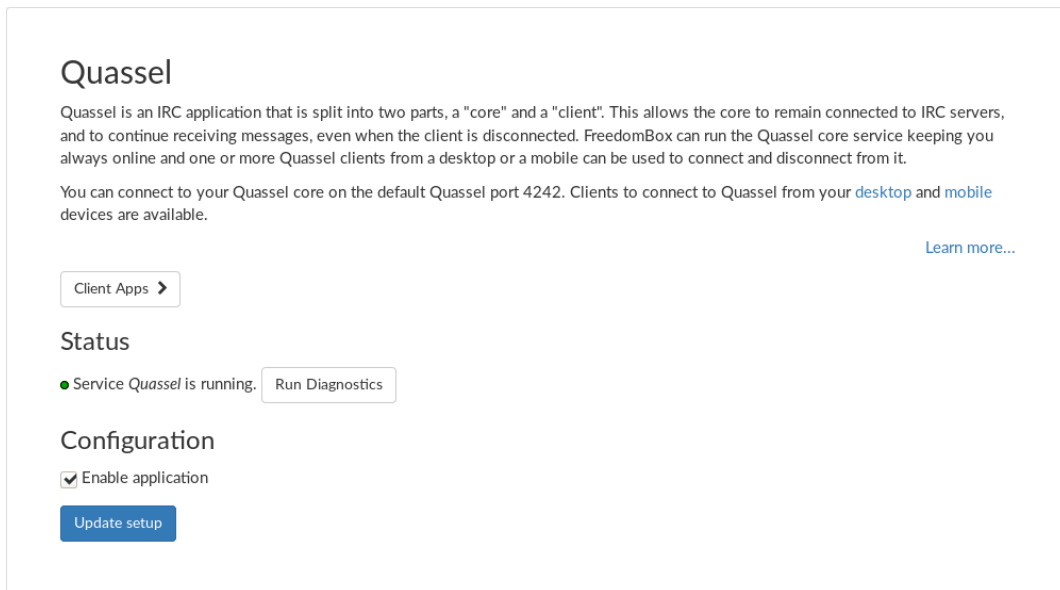 Quassel
Quassel is an IRC application that is split into two parts, a "core" and a "client". This allows the core to remain connected to IRC servers,
and to continue receiving messages, even when the client is disconnected. FreedomBox can run the Quassel core service keeping you
always online and one or more Quassel clients from a desktop or a mobile can be used to connect and disconnect from it.
You can connect to your Quassel core on the default Quassel port 4242. Clients to connect to Quassel from your desktop and mobile
devices are available.
Learn more...
Client Apps
Status
Service Quassel is running. Run Diagnostics
Configuration
Enable application
Update setup